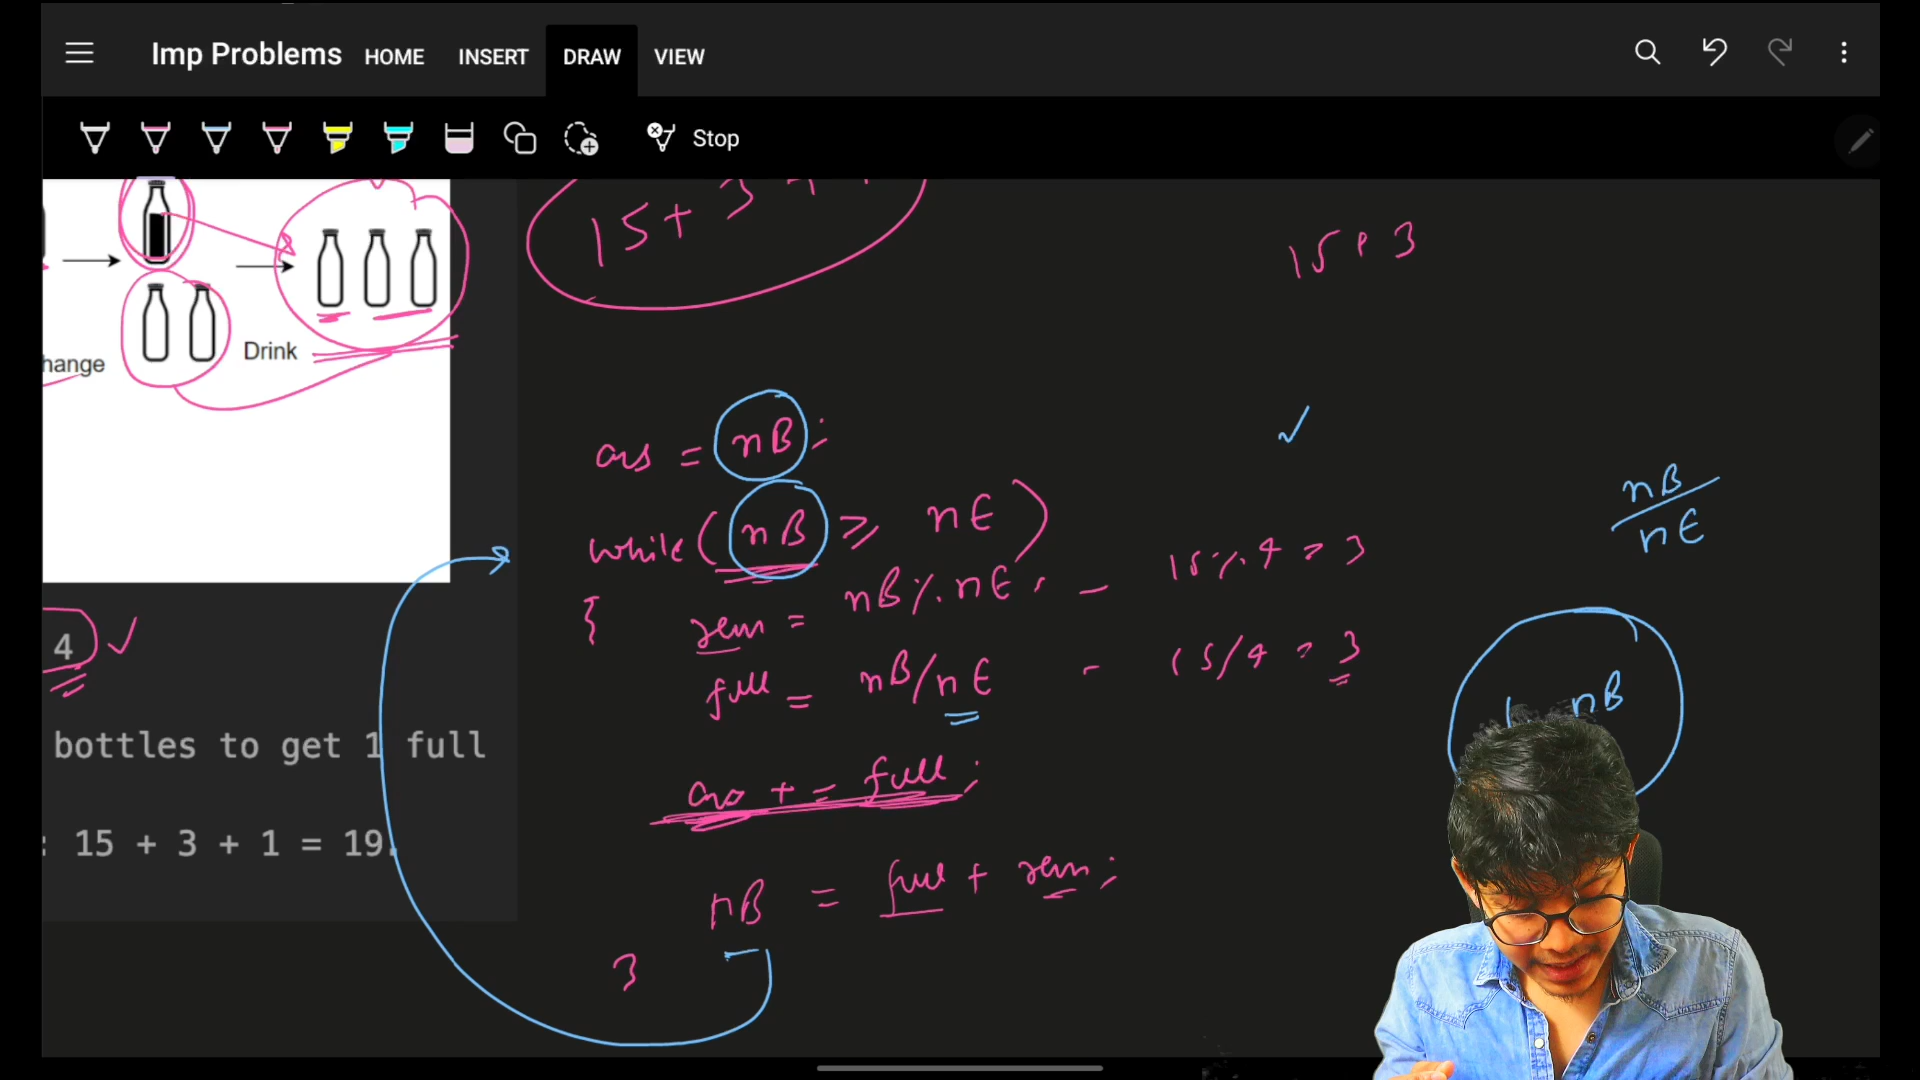 Imp Problems HOME INSERT DRAW VIEW
Stop
15 + 3 +
15 + 3
hange
Drink
4
bottles to get 1 full
: 15 + 3 + 1 = 19.
ans = nB;
while(nB >= nE)
{
rem = nB%nE, - 15%4 = 3
full = nB/nE - 15/4 = 3
ans += full;
nB = full + rem;
}
nB
nE
nB